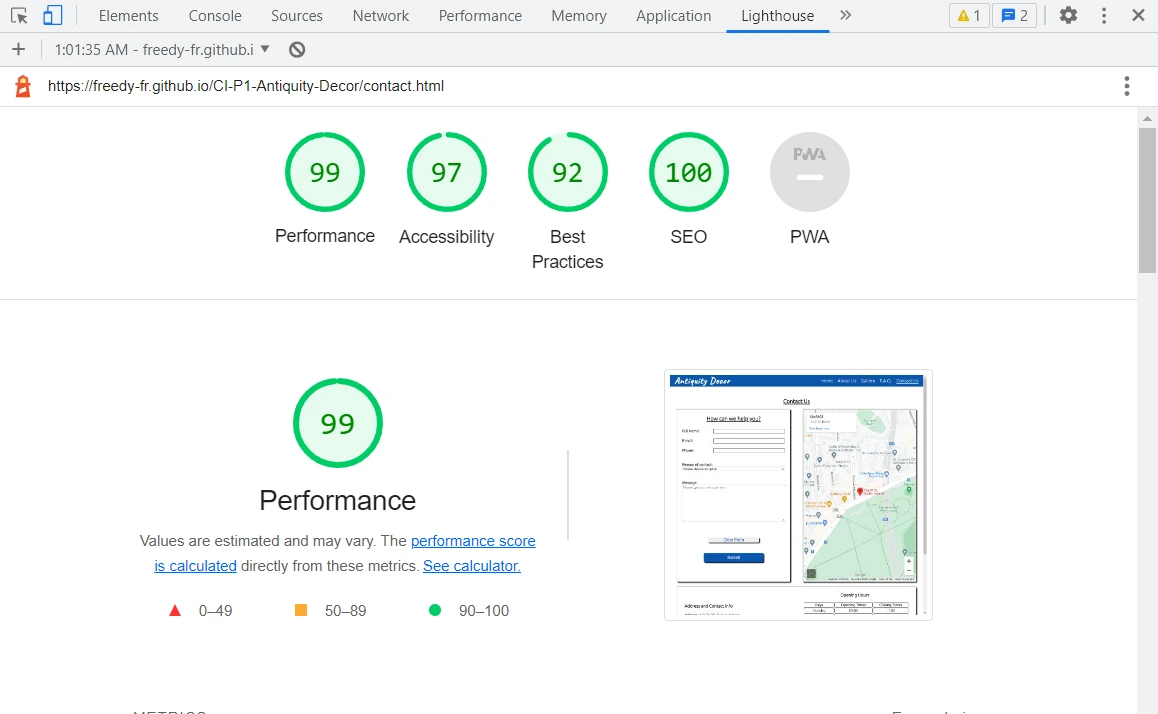 Elements Console Sources Network Performance Memory Application Lighthouse 1 2
1:01:35 AM - freedy-fr.github.i
https://freedy-fr.github.io/CI-P1-Antiquity-Decor/contact.html
99 97 92 100 PWA
Performance Accessibility Best Practices SEO PWA
99
Performance
Values are estimated and may vary. The performance score
is calculated directly from these metrics. See calculator.
0–49 50–89 90–100
Antiquity Decor Home About Us Gallery F.A.Q. Contact Us
Contact Us
How can we help you?
Full Name:
Email:
Phone:
Reason of contact:
Message:
Clear Form
Submit
Opening Hours
Address and Contact Info
Days Opening Times Closing Times
METRICS